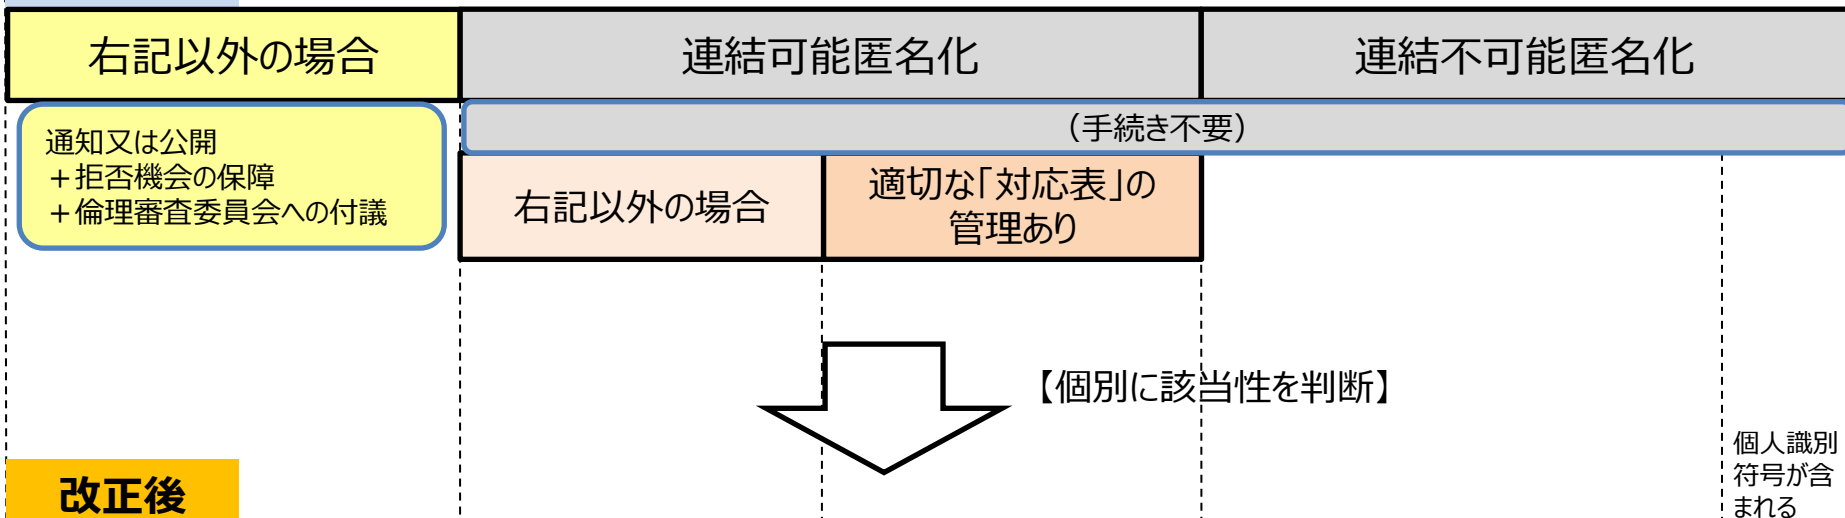 右記以外の場合
連結可能匿名化
連結不可能匿名化
通知又は公開
＋拒否機会の保障
＋倫理審査委員会への付議
（手続き不要）
右記以外の場合
適切な「対応表」の
管理あり
【個別に該当性を判断】
個人識別
符号が含
まれる
改正後